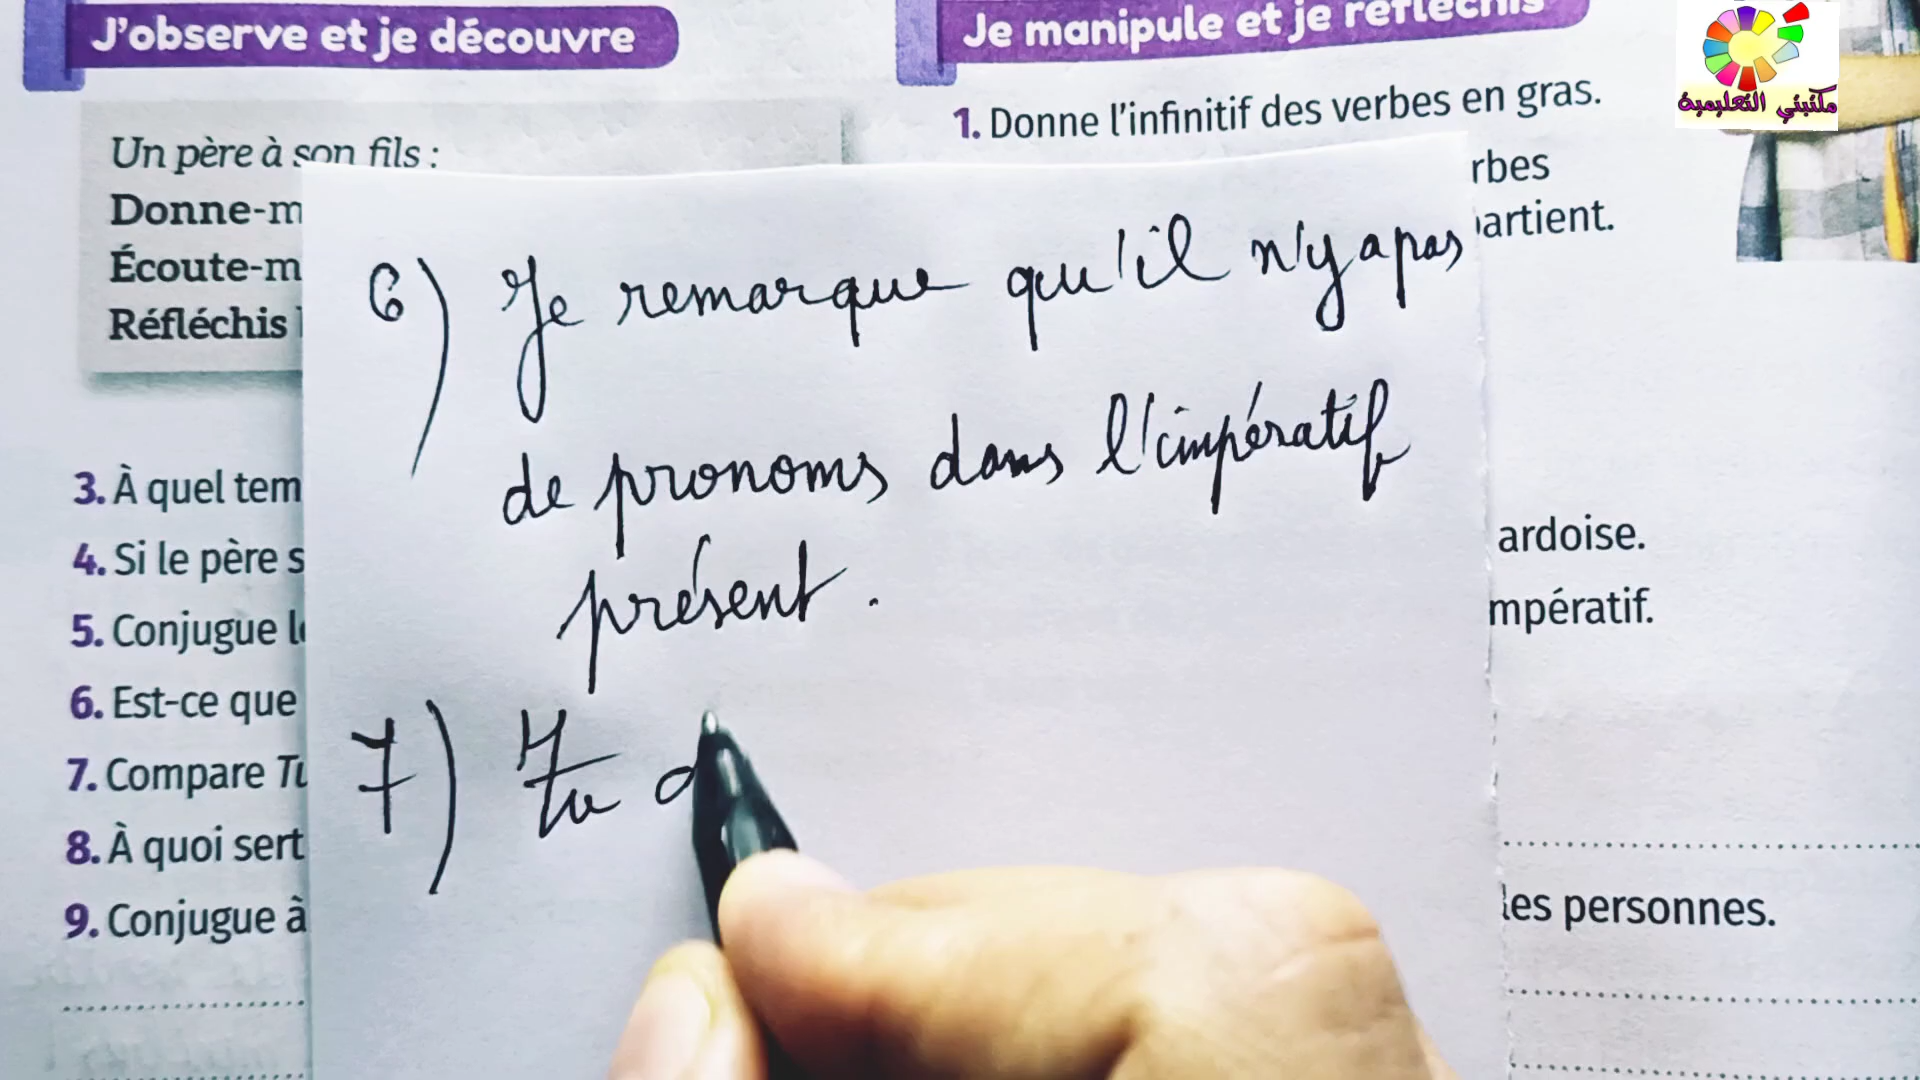 J'observe et je découvre
Un père à son fils :
Donne-m
Écoute-m
Réfléchis
Je manipule et je réfléchis
1. Donne l'infinitif des verbes en gras.
rbes
partient.
مكتبتي التعليمية
6) Je remarque qu'il n'y a pas
de pronoms dans l'impératif
présent.
7) Tu d
3. À quel tem
4. Si le père s
5. Conjugue le
6. Est-ce que
7. Compare Tu
8. À quoi sert
9. Conjugue à
ardoise.
mpératif.
les personnes.